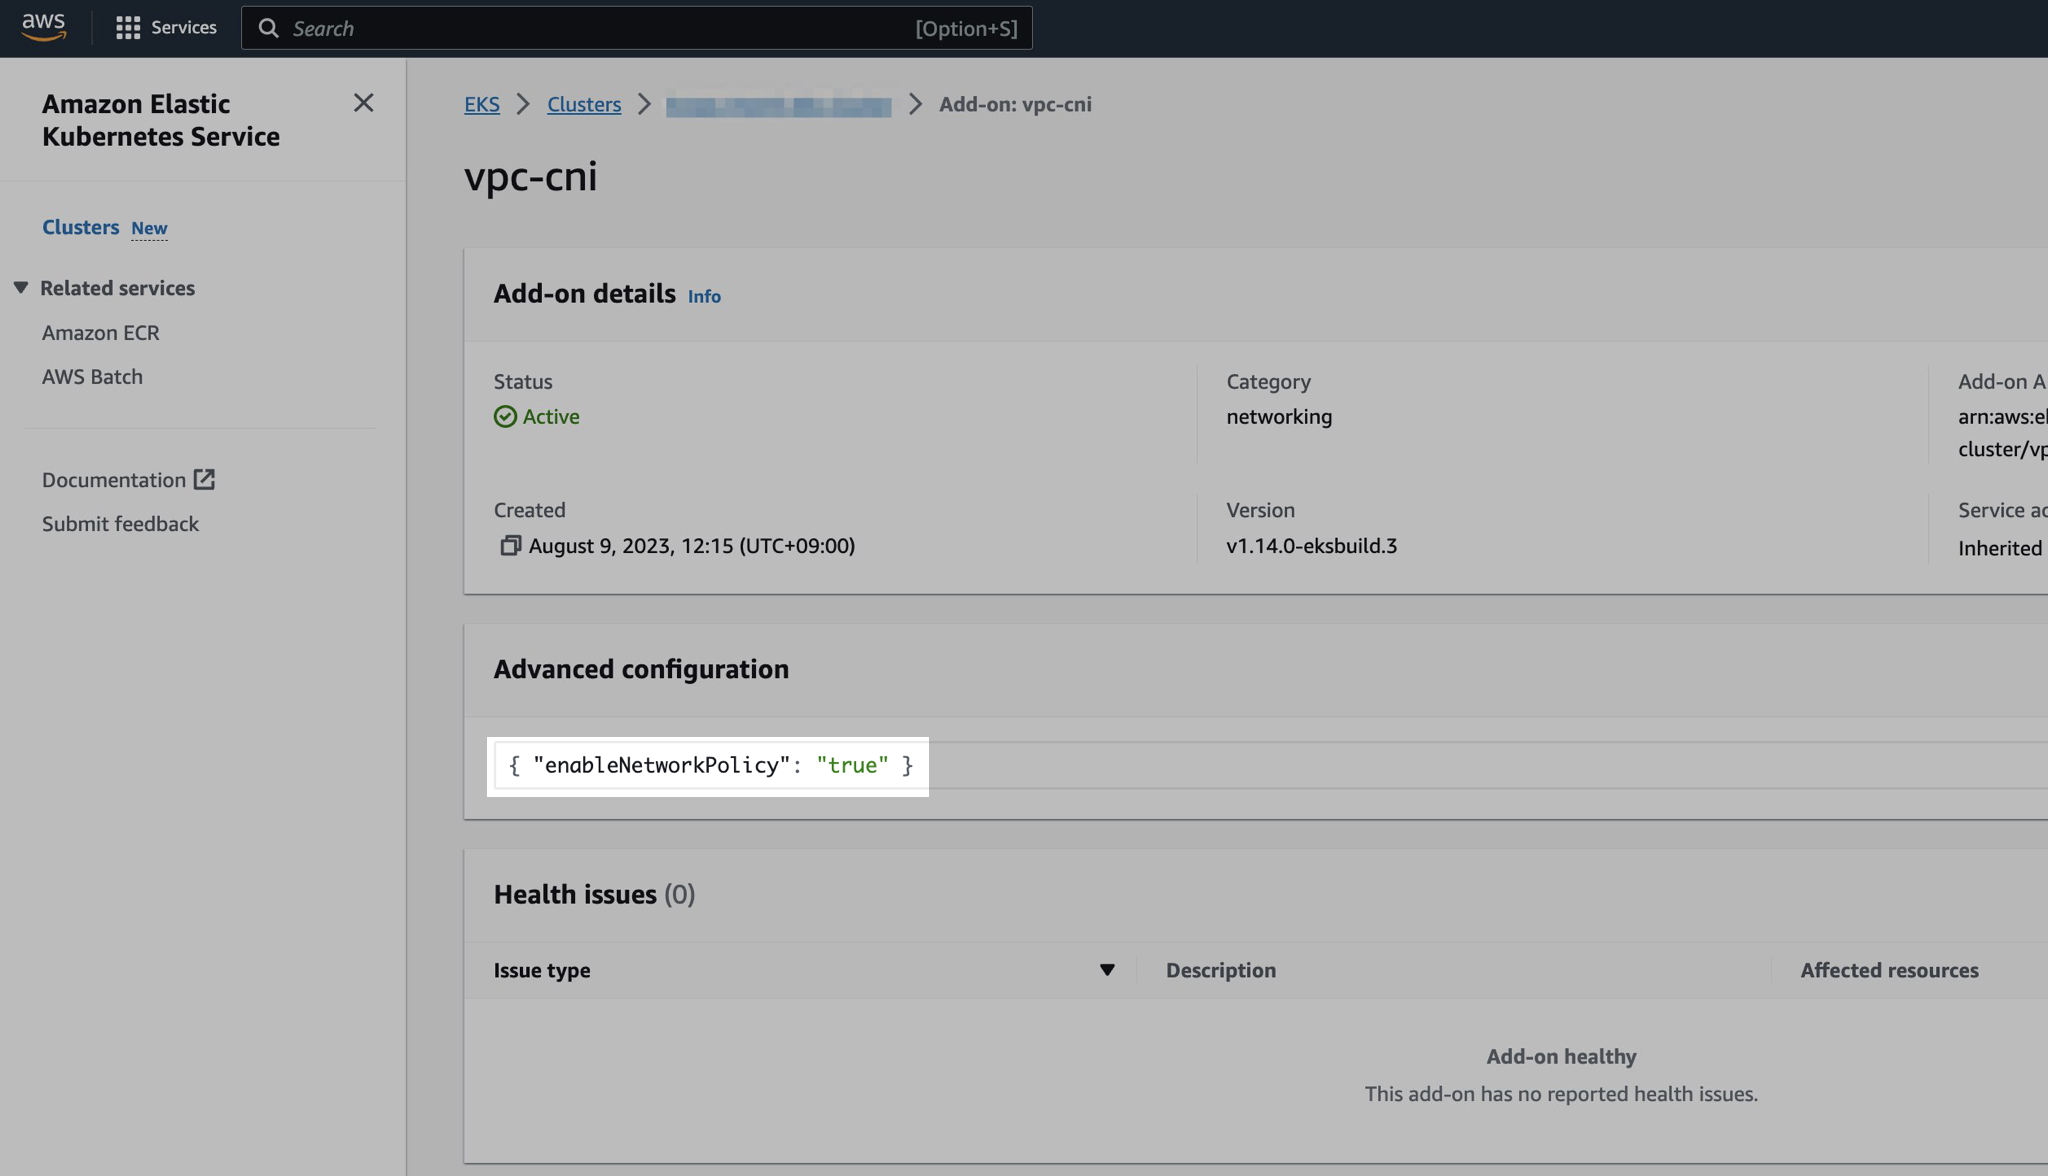 aws
Services
Search
[Option+S]
Amazon Elastic
Kubernetes Service
Clusters New
Related services
Amazon ECR
AWS Batch
Documentation
Submit feedback
EKS
Clusters
Add-on: vpc-cni
vpc-cni
Add-on details Info
Status
Active
Category
networking
Add-on A
arn:aws:el
cluster/vp
Created
August 9, 2023, 12:15 (UTC+09:00)
Version
v1.14.0-eksbuild.3
Service ac
Inherited
Advanced configuration
{ "enableNetworkPolicy": "true" }
Health issues (0)
Issue type
Description
Affected resources
Add-on healthy
This add-on has no reported health issues.